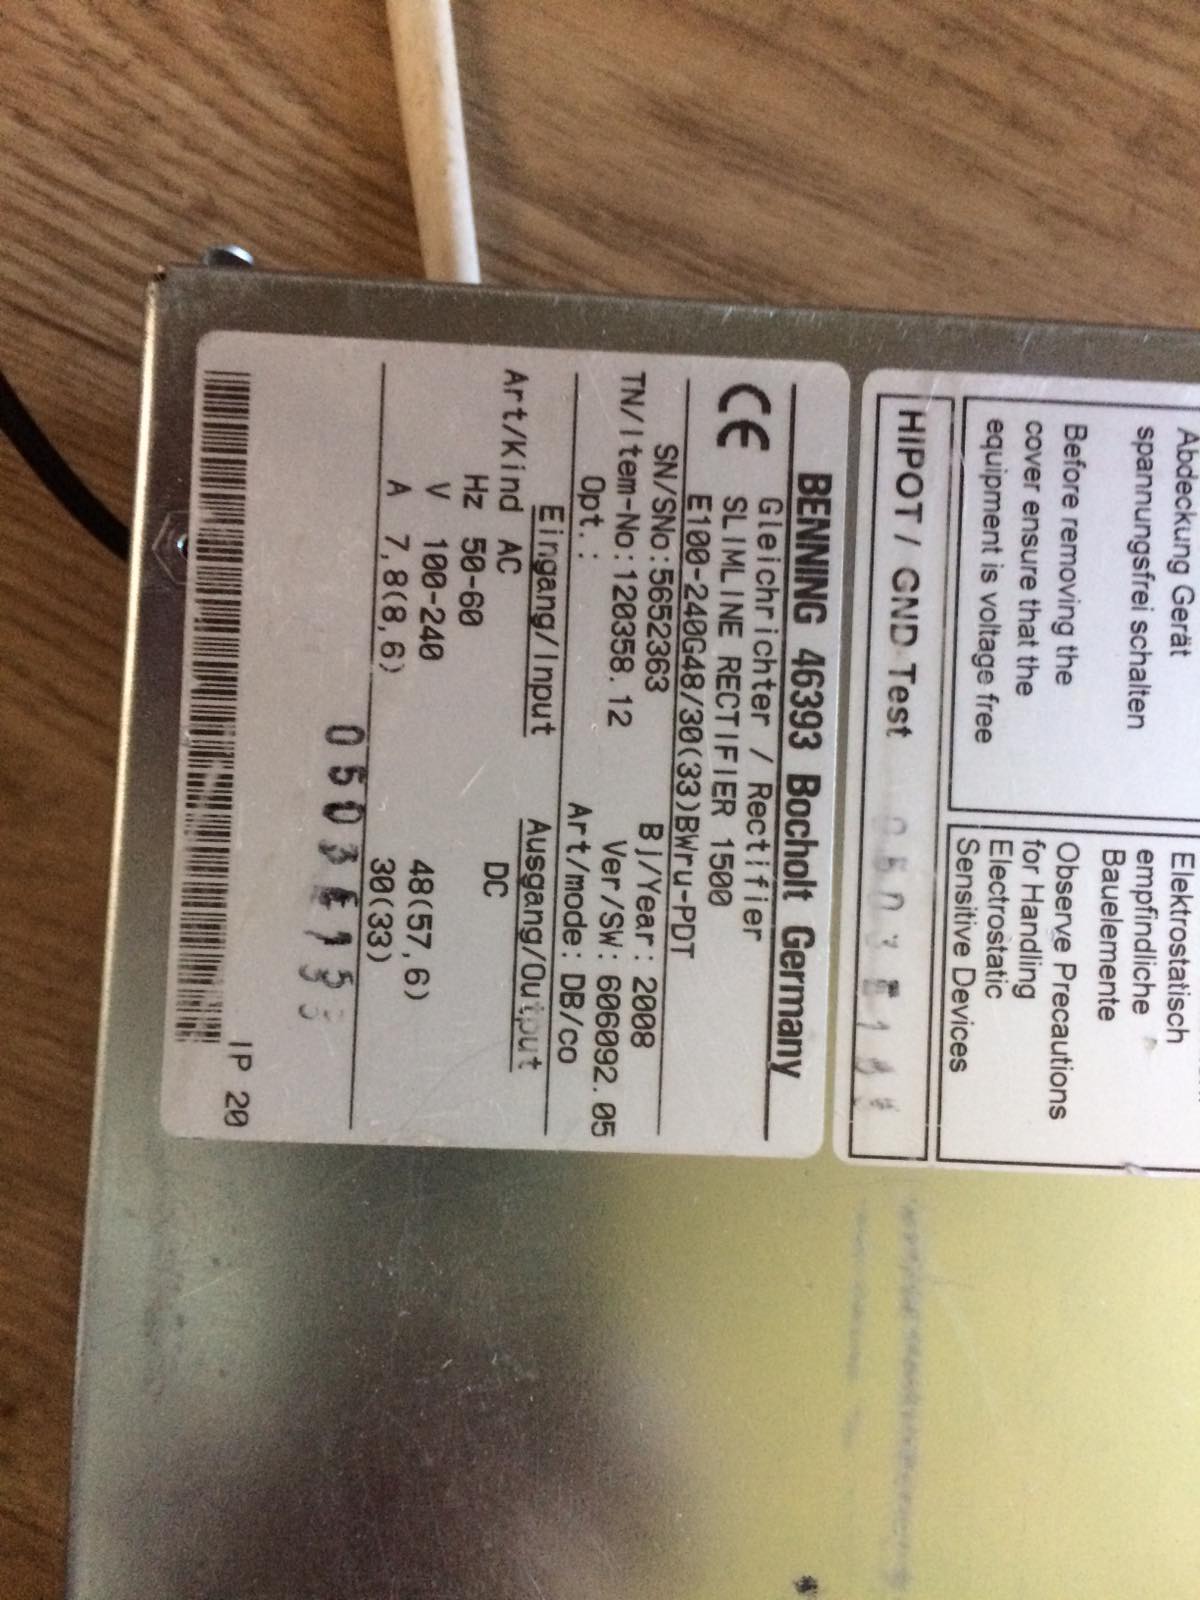 Abdeckung Gerät
spannungsfrei schalten
Before removing the
cover ensure that the
equipment is voltage free
Elektrostatisch
empfindliche
Bauelemente
Observe Precautions
for Handling
Electrostatic
Sensitive Devices
HIPOT / GND-Test
BENNING 46393 Bocholt Germany
CE
Gleichrichter / Rectifier
SLIMLINE RECTIFIER 1500
E100-240G48/30(33)BWru-PDT
SN/SNo:5652363 Bj/Year: 2008
TN/Item-No:120358.12 Ver/SW: 606092.05
Opt.: Art/mode: DB/co
Eingang/Input Ausgang/Output
Art/Kind AC DC
Hz 50-60
V 100-240 48(57,6)
A 7,8(8,6) 30(33)
IP 20